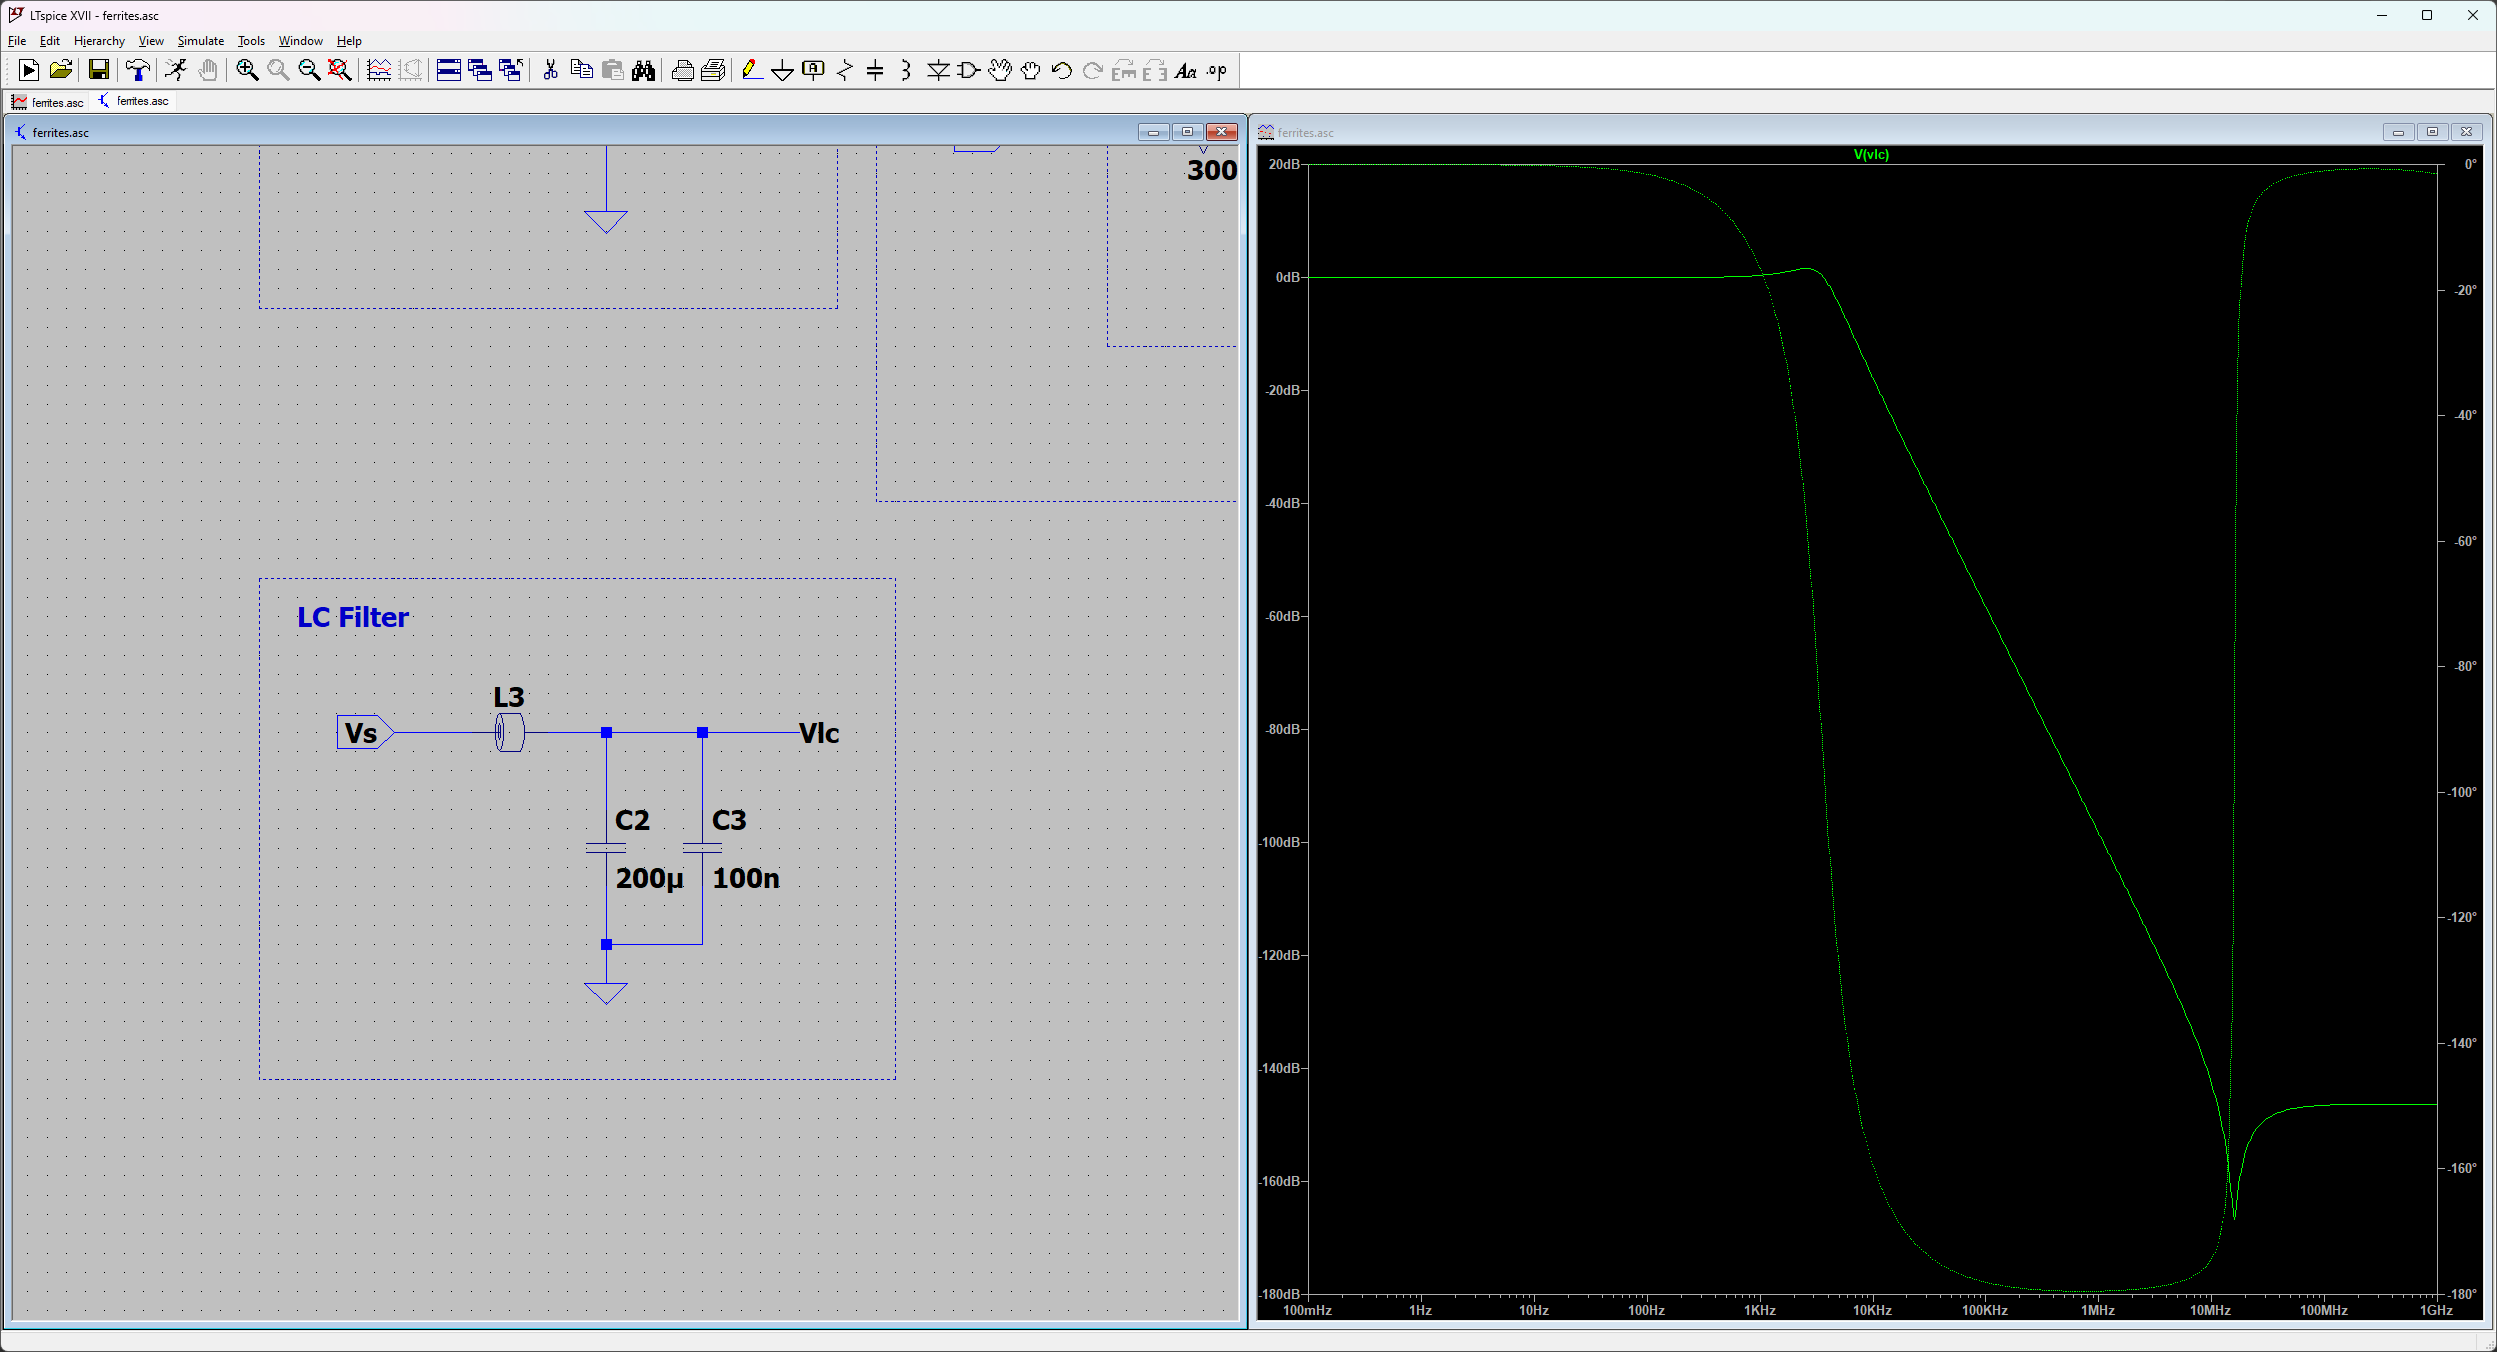 LTspice XVII - ferrites.asc
File Edit Hierarchy View Simulate Tools Window Help
ferrites.asc ferrites.asc
ferrites.asc
300
LC Filter
L3
Vs
Vlc
C2
C3
200µ
100n
ferrites.asc
V(vlc)
20dB
0dB
-20dB
-40dB
-60dB
-80dB
-100dB
-120dB
-140dB
-160dB
-180dB
0°
-20°
-40°
-60°
-80°
-100°
-120°
-140°
-160°
-180°
100mHz 1Hz 10Hz 100Hz 1KHz 10KHz 100KHz 1MHz 10MHz 100MHz 1GHz